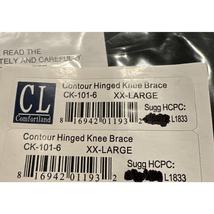 READ THE
TELY AND CAREFULLY
CL
Comfortland
Contour Hinged Knee Brace
CK-101-6 XX-LARGE
Sugg HCPC:
L1833
8 16942 01193 2
Contour Hinged Knee Brace
CK-101-6 XX-LARGE
Sugg HCPC:
L1833
8 16942 01193 2